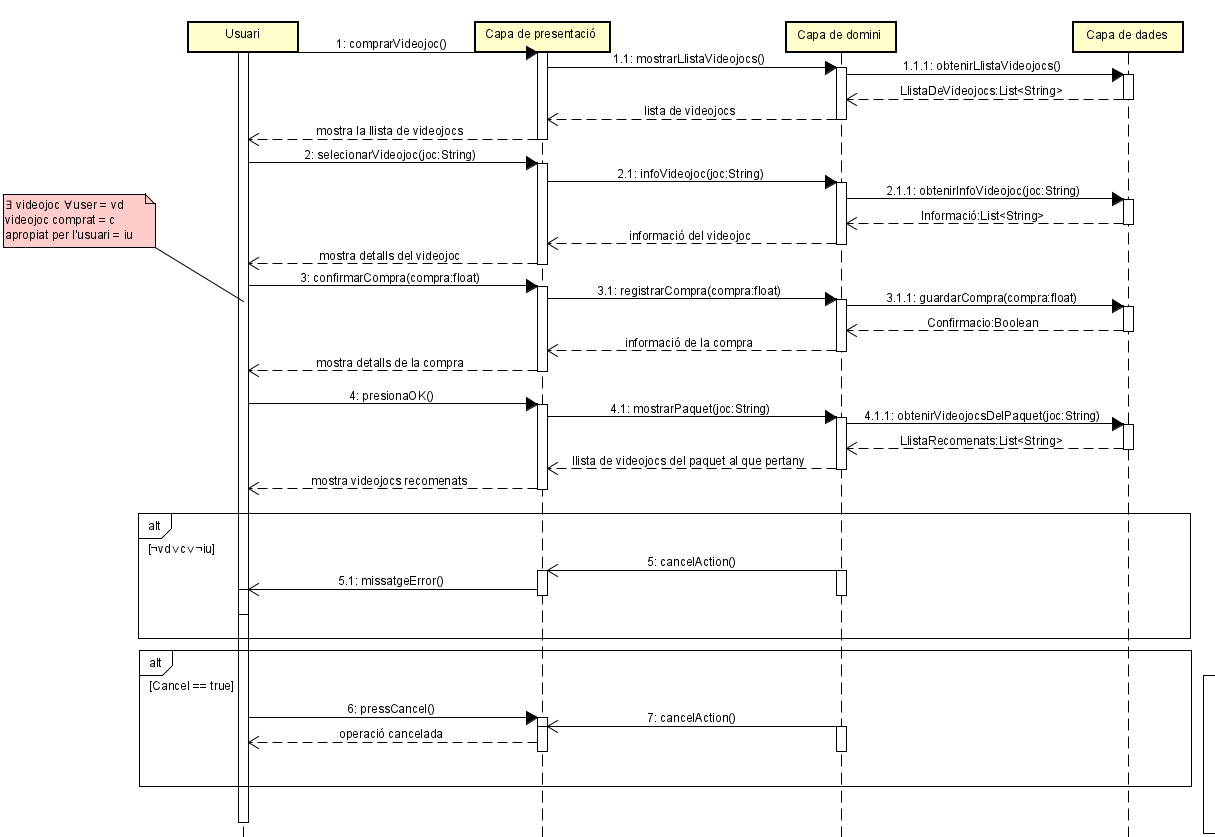 Usuari
Capa de presentació
Capa de domini
Capa de dades
1: comprarVideojoc()
1.1: mostrarLlistaVideojocs()
1.1.1: obtenirLlistaVideojocs()
LlistaDeVideojocs:List<String>
lista de videojocs
mostra la llista de videojocs
2: selecionarVideojoc(joc:String)
2.1: infoVideojoc(joc:String)
2.1.1: obtenirInfoVideojoc(joc:String)
Informació:List<String>
informació del videojoc
mostra detalls del videojoc
∃ videojoc ∀user = vd
videojoc comprat = c
apropiat per l'usuari = iu
3: confirmarCompra(compra:float)
3.1: registrarCompra(compra:float)
3.1.1: guardarCompra(compra:float)
Confirmacio:Boolean
informació de la compra
mostra detalls de la compra
4: presionaOK()
4.1: mostrarPaquet(joc:String)
4.1.1: obtenirVideojocsDelPaquet(joc:String)
LlistaRecomenats:List<String>
llista de videojocs del paquet al que pertany
mostra videojocs recomenats
alt
[¬vd∨c∨¬iu]
5: cancelAction()
5.1: missatgeError()
alt
[Cancel == true]
6: pressCancel()
7: cancelAction()
operació cancelada